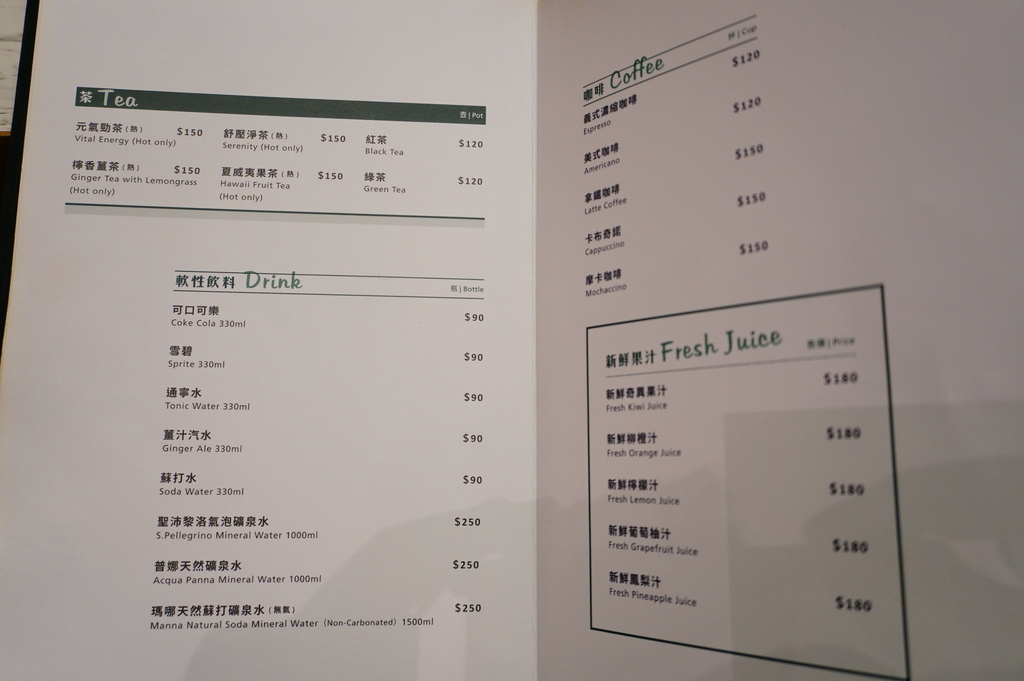 茶 Tea 壺 | Pot
元氣勁茶 (熱) $150
Vital Energy (Hot only)
舒壓淨茶 (熱) $150
Serenity (Hot only)
紅茶 $120
Black Tea
檸香薑茶 (熱) $150
Ginger Tea with Lemongrass
(Hot only)
夏威夷果茶 (熱) $150
Hawaii Fruit Tea
(Hot only)
綠茶 $120
Green Tea
軟性飲料 Drink 瓶 | Bottle
可口可樂 $90
Coke Cola 330ml
雪碧 $90
Sprite 330ml
通寧水 $90
Tonic Water 330ml
薑汁汽水 $90
Ginger Ale 330ml
蘇打水 $90
Soda Water 330ml
聖沛黎洛氣泡礦泉水 $250
S.Pellegrino Mineral Water 1000ml
普娜天然礦泉水 $250
Acqua Panna Mineral Water 1000ml
瑪哪天然蘇打礦泉水 (無氣) $250
Manna Natural Soda Mineral Water (Non-Carbonated) 1500ml
咖啡 Coffee 杯 | Cup
義式濃縮咖啡 $120
Espresso
美式咖啡 $120
Americano
拿鐵咖啡 $150
Latte Coffee
卡布奇諾 $150
Cappuccino
摩卡咖啡 $150
Mochaccino
新鮮果汁 Fresh Juice 售價 | Price
新鮮奇異果汁 $180
Fresh Kiwi Juice
新鮮柳橙汁 $180
Fresh Orange Juice
新鮮檸檬汁 $180
Fresh Lemon Juice
新鮮葡萄柚汁 $180
Fresh Grapefruit Juice
新鮮鳳梨汁 $180
Fresh Pineapple Juice